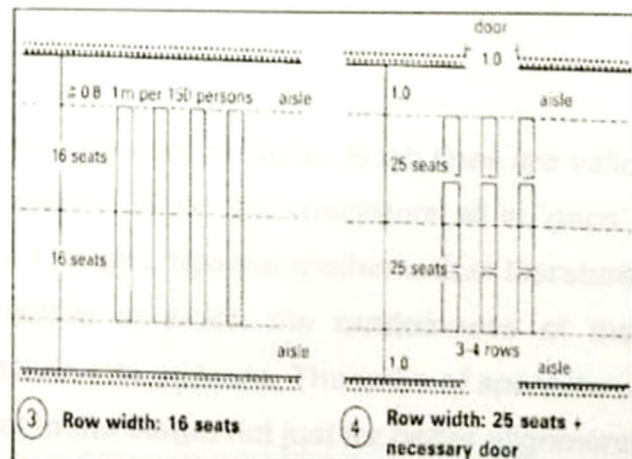 door
1.0
≥ 0.8 1m per 150 persons aisle
16 seats
16 seats
aisle
3 Row width: 16 seats
1.0 aisle
25 seats
25 seats
3-4 rows
1.0 aisle
4 Row width: 25 seats +
necessary door